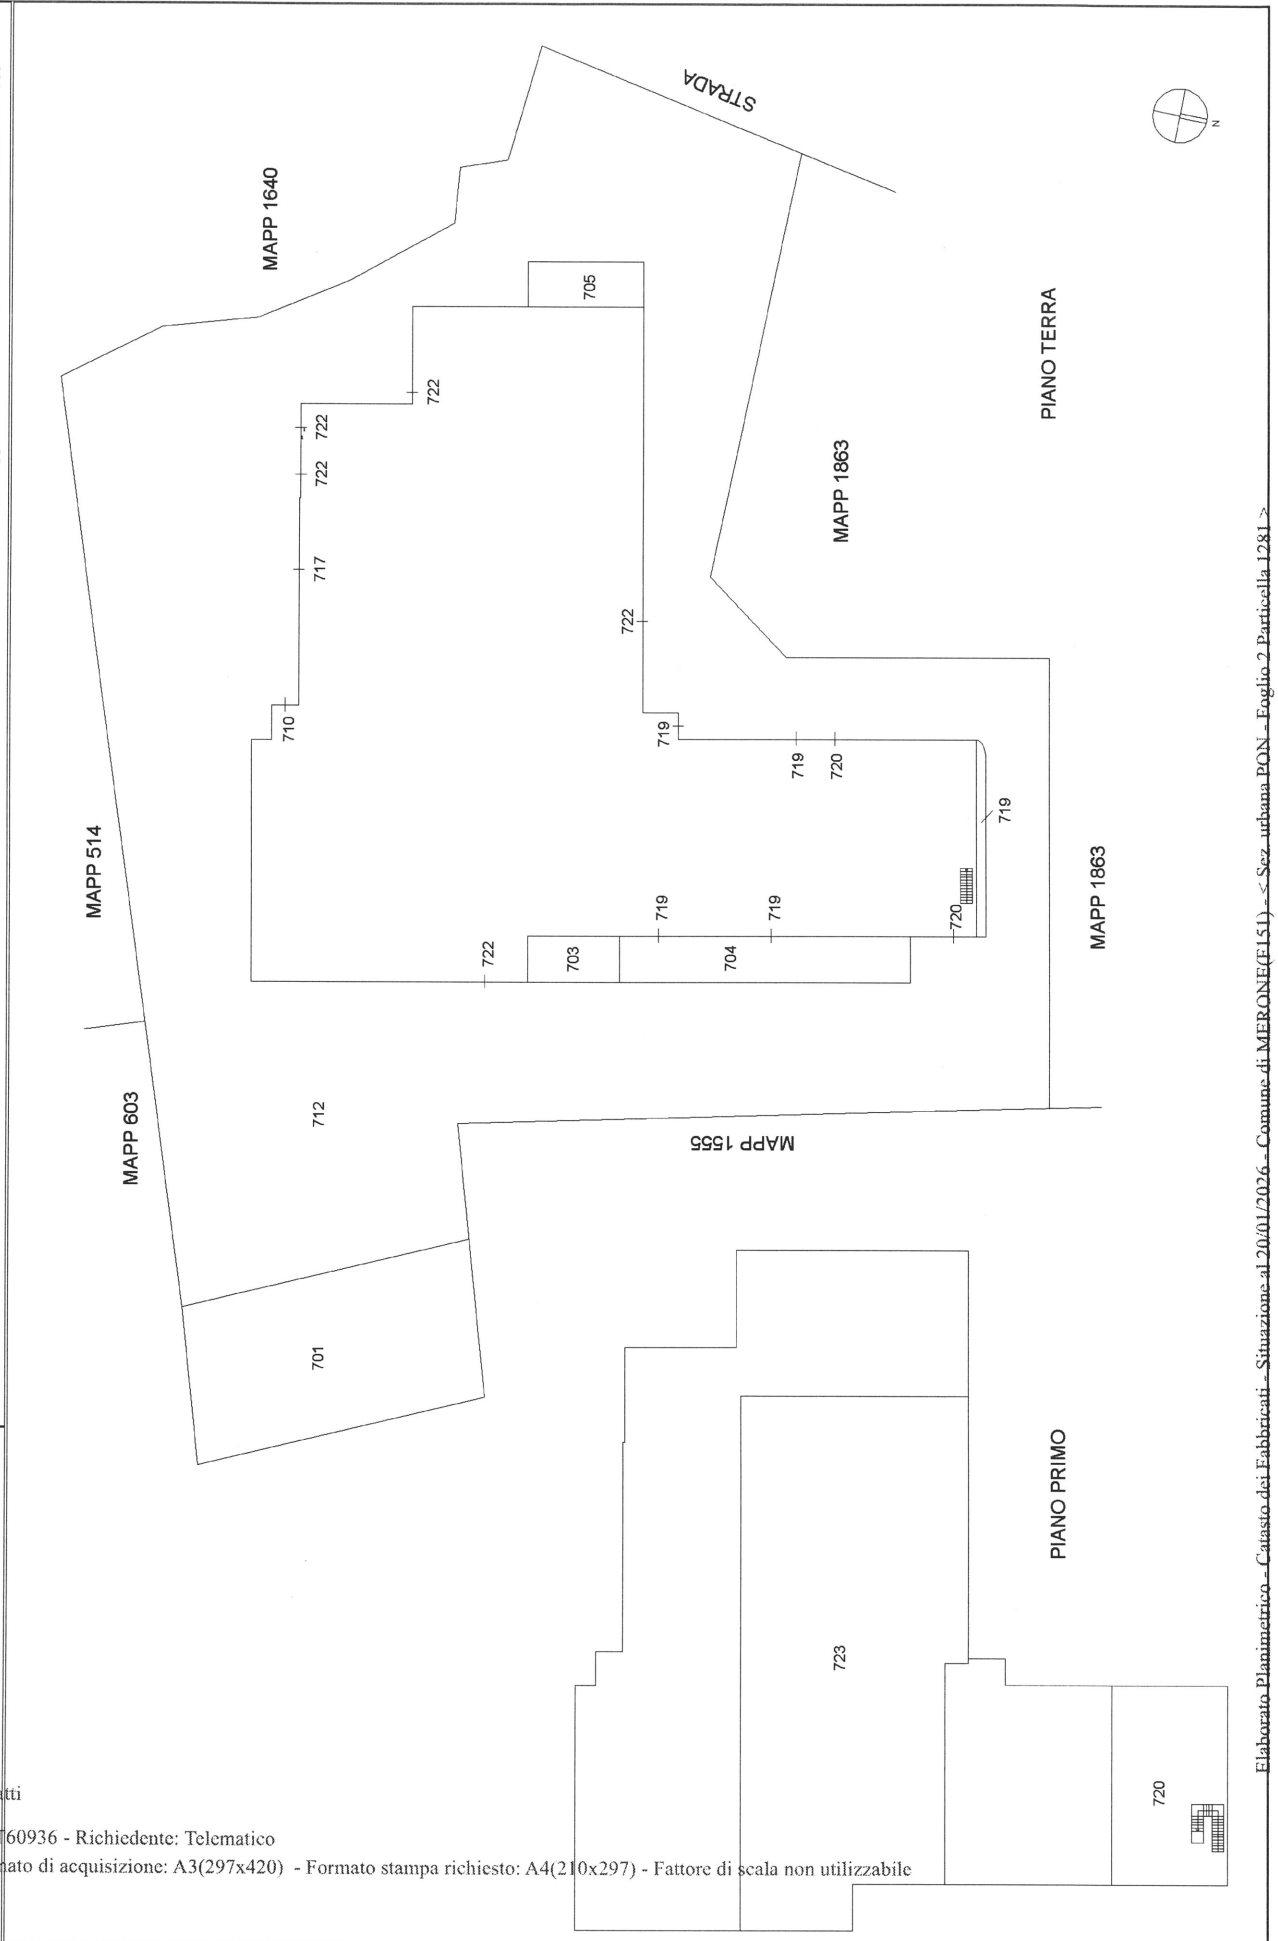 STRADA
N
MAPP 1640
705
PIANO TERRA
722
722
722
MAPP 1863
717
722
710
719
719
720
719
MAPP 514
719
719
720
MAPP 1863
722
703
704
MAPP 603
712
MAPP 1555
701
PIANO PRIMO
723
720
Elaborato Planimetrico - Catasto dei Fabbricati - Situazione al 20/01/2026 - Comune di MERONE(F151) - < Sez. urbana PON - Foglio 2 Particella 1281 >
atti
T60936 - Richiedente: Telematico
mato di acquisizione: A3(297x420) - Formato stampa richiesto: A4(210x297) - Fattore di scala non utilizzabile